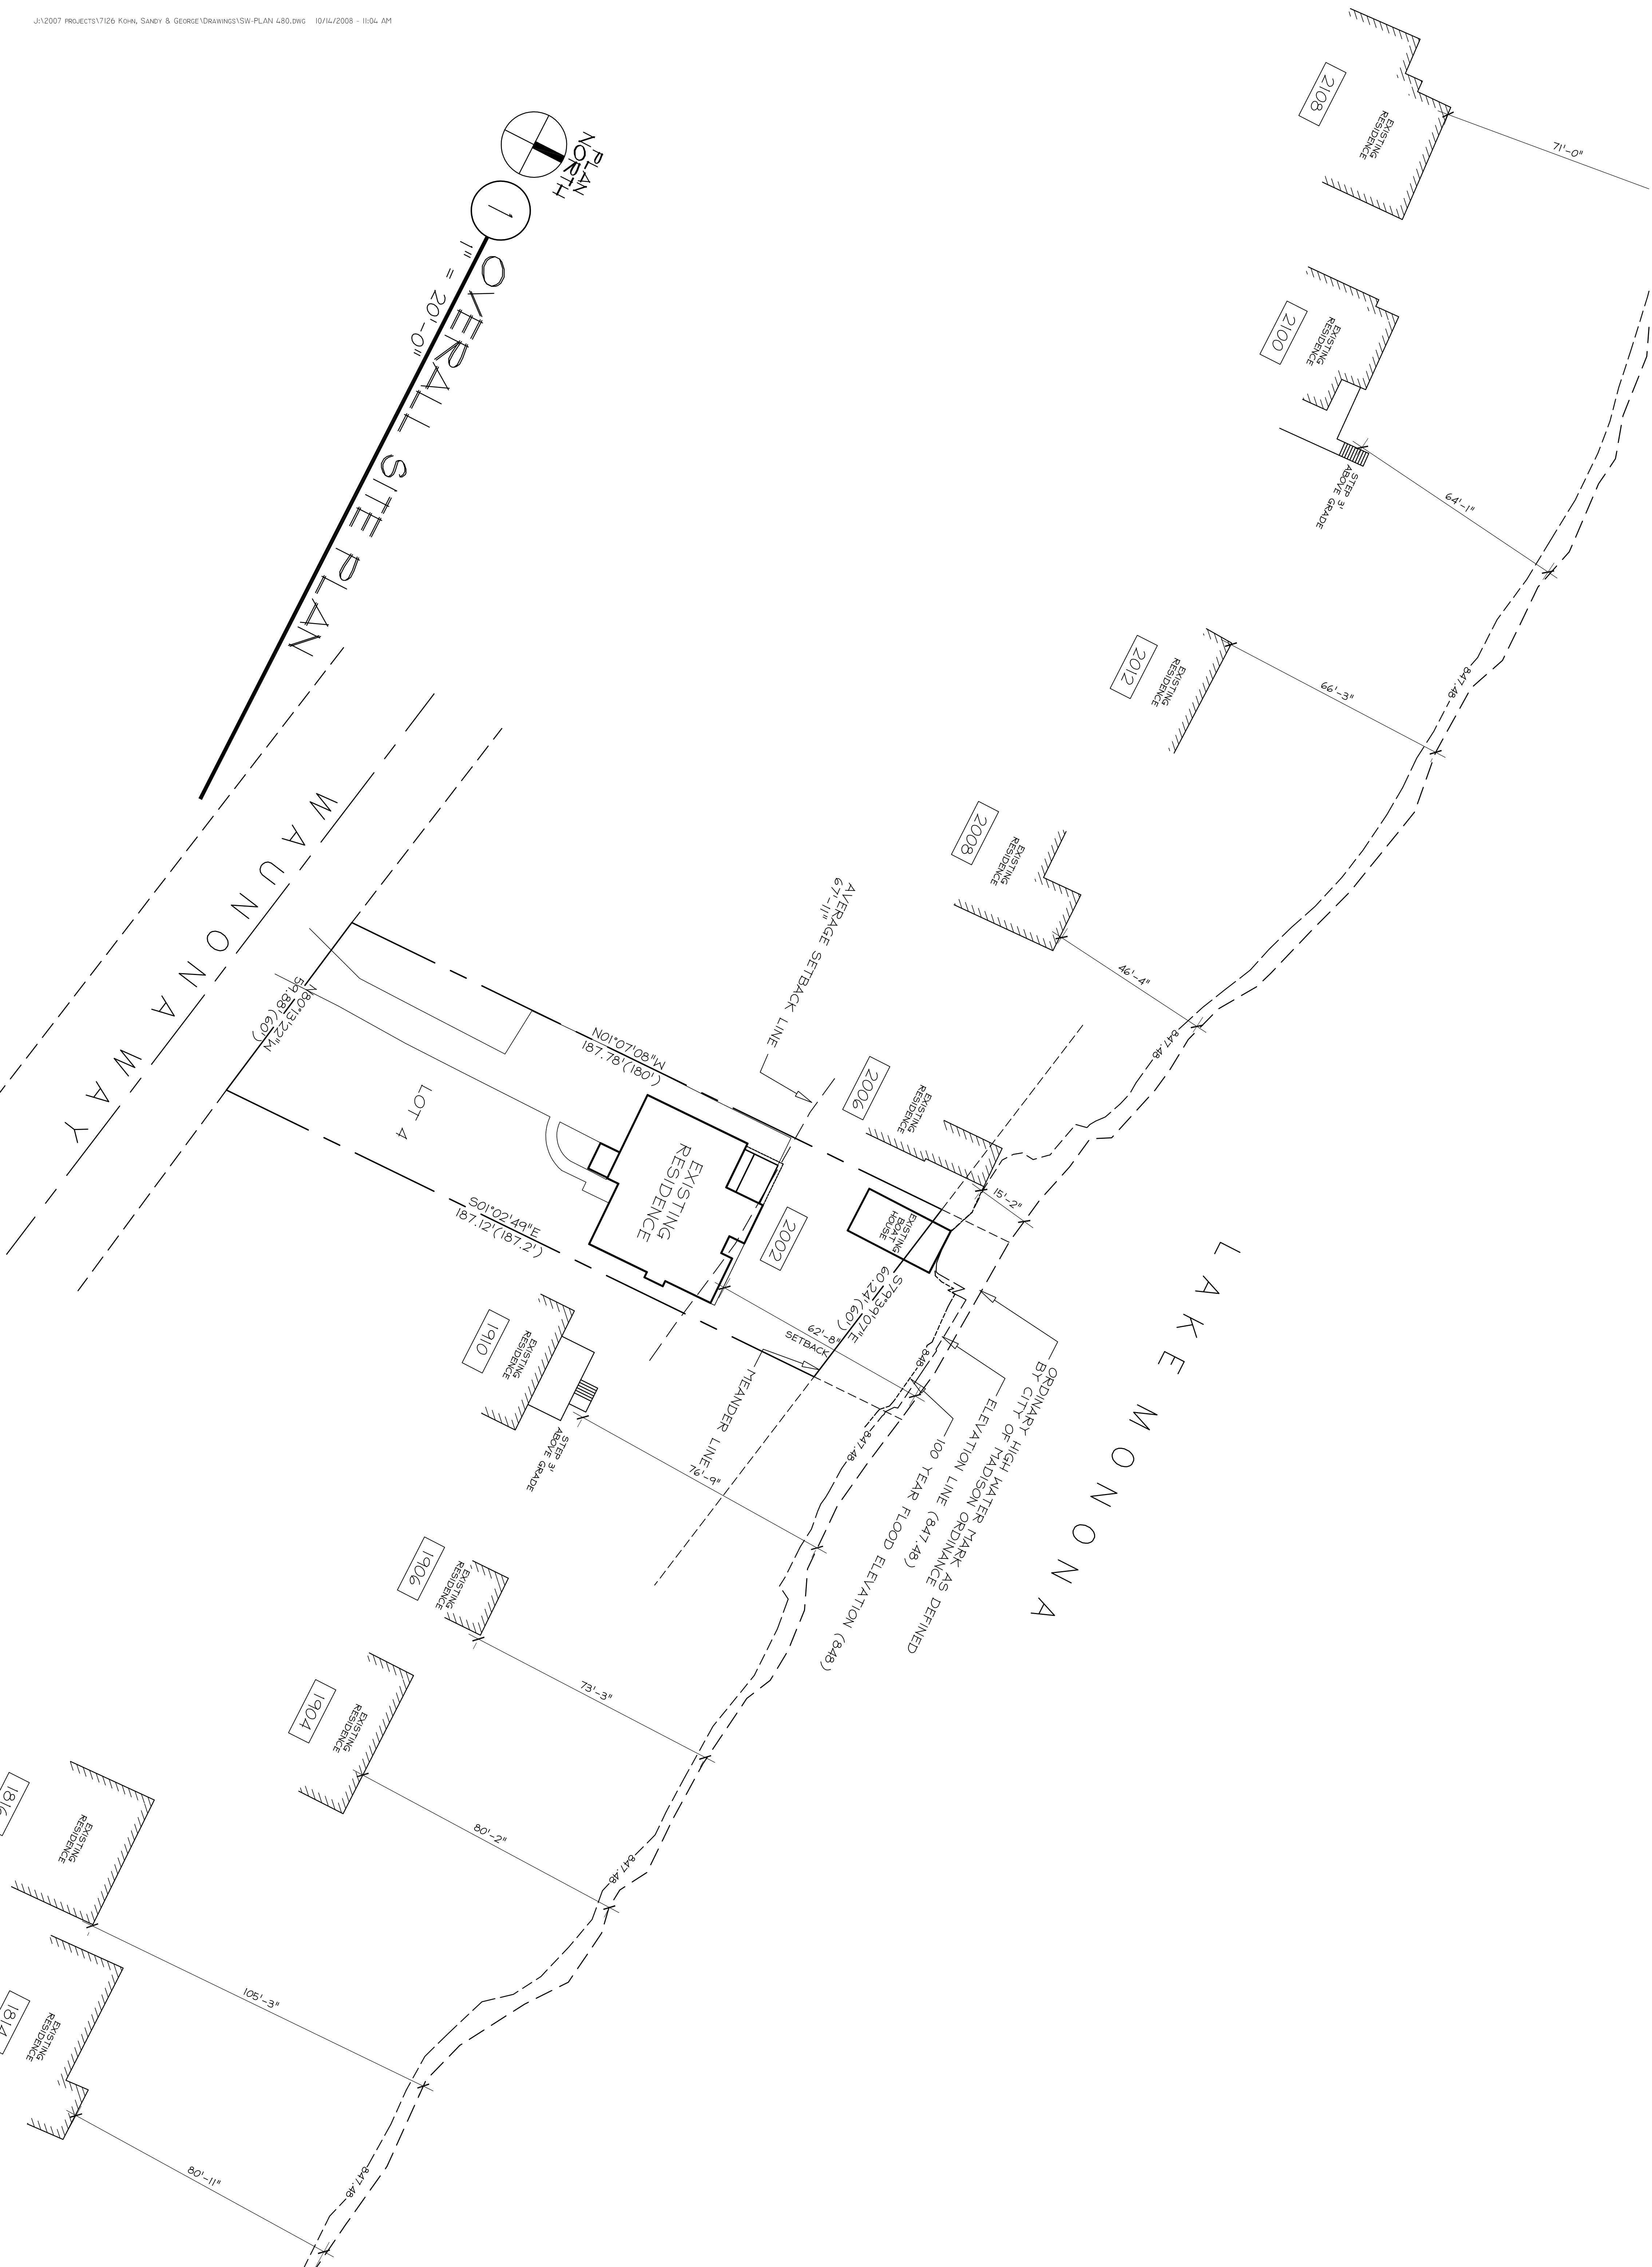 J:\2007 PROJECTS\7126 KOHN, SANDY & GEORGE\DRAWINGS\SW-PLAN 480.DWG 10/14/2008 - 11:04 AM
PLAN
NORTH
1
OVERALL SITE PLAN
1" = 20'-0"
2108
EXISTING
RESIDENCE
71'-0"
2100
EXISTING
RESIDENCE
STEP 3'
ABOVE GRADE
64'-1"
2012
EXISTING
RESIDENCE
66'-3"
847.48
2008
EXISTING
RESIDENCE
46'-4"
847.48
WAUNONA WAY
N80°13'22"W
59.88'(60')
LOT 4
N01°07'08"W
187.78'(180')
S01°02'49"E
187.12'(187.2')
AVERAGE SETBACK LINE
67'-11"
2006
EXISTING
RESIDENCE
15'-2"
EXISTING
RESIDENCE
2002
EXISTING
BOAT
HOUSE
S79°39'07"E
60.24'(60')
62'-8"
SETBACK
MEANDER LINE
848
847.48
LAKE MONONA
ORDINARY HIGH WATER MARK AS DEFINED
BY CITY OF MADISON ORDINANCE
ELEVATION LINE (847.48)
100 YEAR FLOOD ELEVATION (848)
1910
EXISTING
RESIDENCE
STEP 3'
ABOVE GRADE
76'-9"
1906
EXISTING
RESIDENCE
73'-3"
1904
EXISTING
RESIDENCE
80'-2"
847.48
1816
EXISTING
RESIDENCE
105'-3"
1814
EXISTING
RESIDENCE
80'-11"
847.48